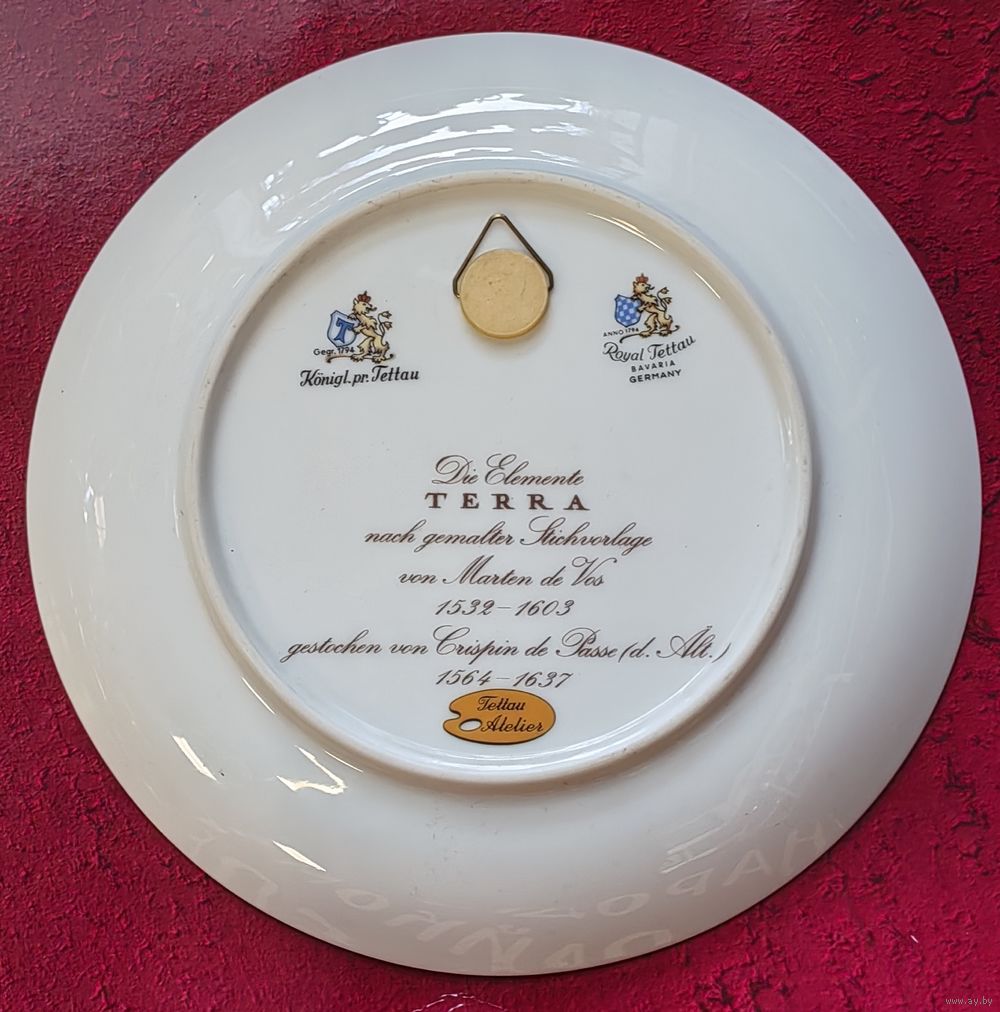 T
Gegr. 1794
Königl. pr. Tettau
ANNO 1794
Royal Tettau
BAVARIA
GERMANY
Die Elemente
TERRA
nach gemalter Stichvorlage
von Marten de Vos
1532–1603
gestochen von Crispin de Passe (d. Ält.)
1564–1637
Tettau
Atelier
www.ay.by